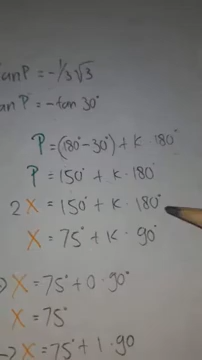 tan P = -1/3√3
tan P = -tan 30°
P = (180°-30°) + k · 180°
P = 150° + k · 180°
2X = 150° + k · 180°
X = 75° + k · 90°
X = 75° + 0 · 90°
X = 75°
→ X = 75° + 1 · 90